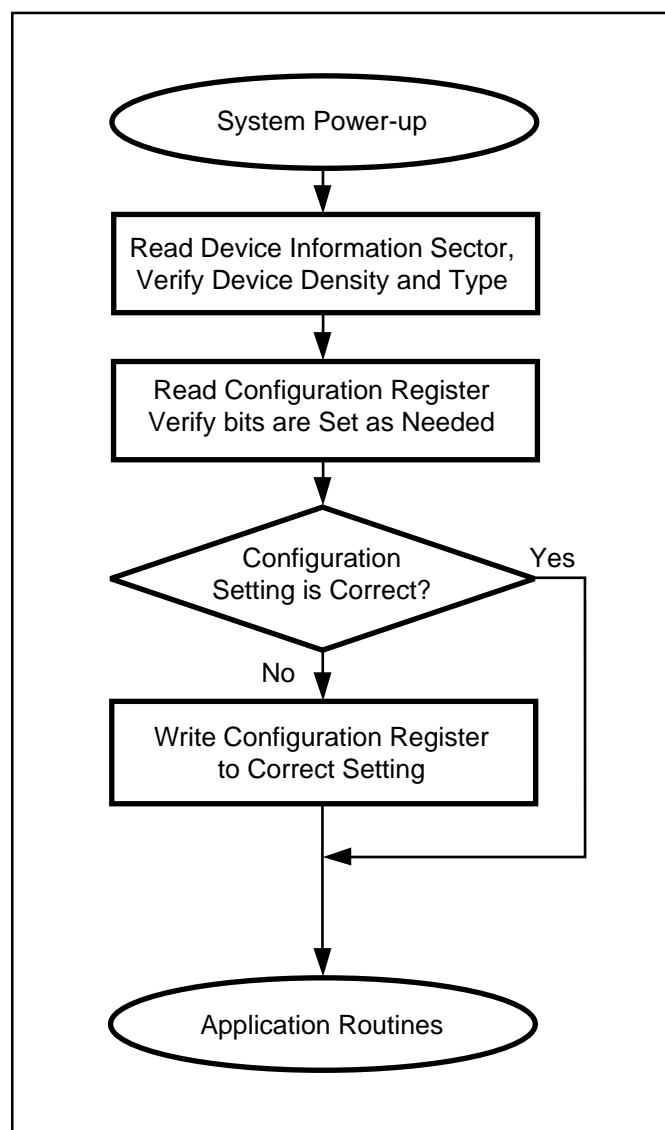 System Power-up
Read Device Information Sector,
Verify Device Density and Type
Read Configuration Register
Verify bits are Set as Needed
Configuration
Setting is Correct?
Yes
No
Write Configuration Register
to Correct Setting
Application Routines